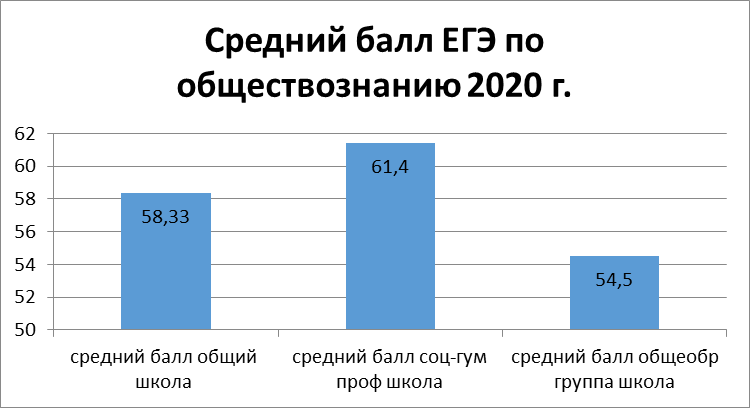 Средний балл ЕГЭ по
обществознанию 2020 г.
62
60
58
56
54
52
50
58,33
61,4
54,5
средний балл общий
школа
средний балл соц-гум
проф школа
средний балл общеобр
группа школа